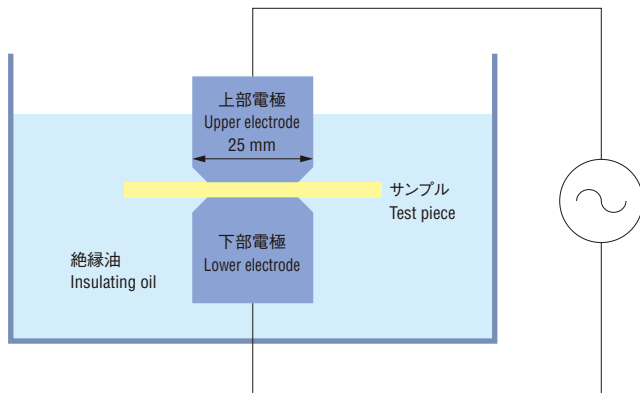 上部電極
Upper electrode
25 mm
サンプル
Test piece
下部電極
Lower electrode
絶縁油
Insulating oil